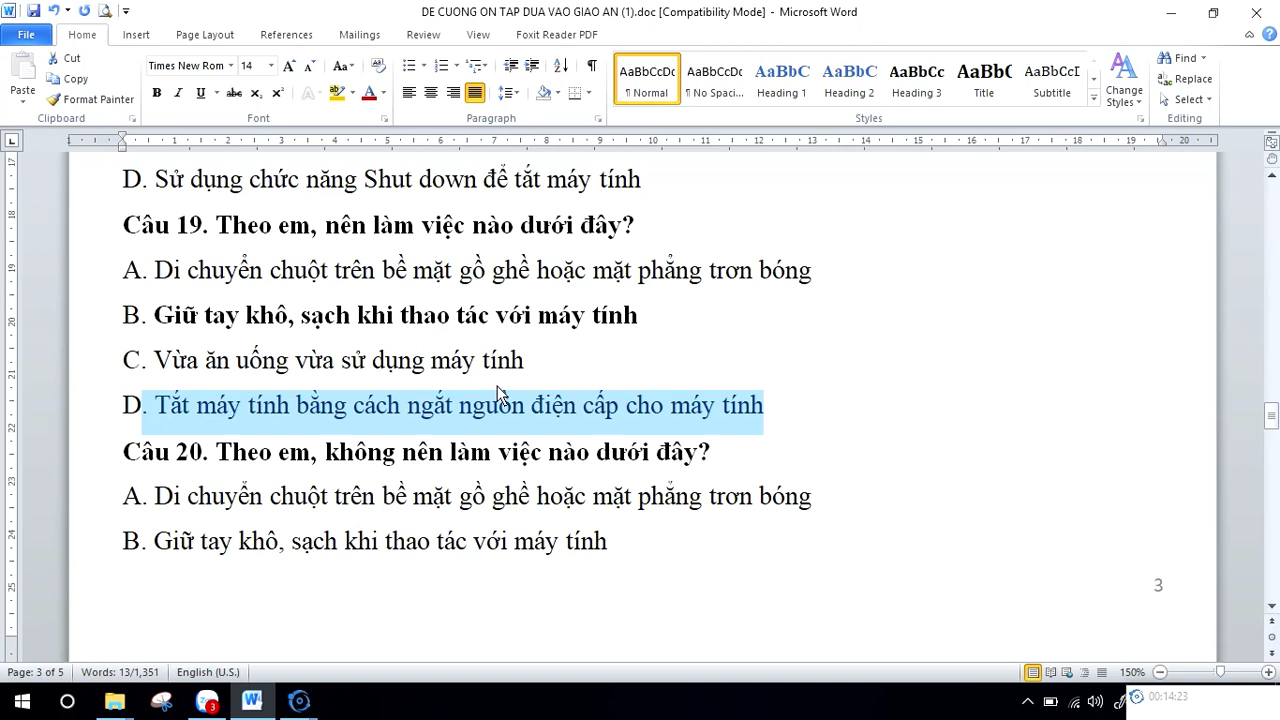 DE CUONG ON TAP DUA VAO GIAO AN (1).doc [Compatibility Mode] - Microsoft Word
File Home Insert Page Layout References Mailings Review View Foxit Reader PDF
Paste Cut Copy Format Painter
Clipboard
Times New Rom 14
Font
Paragraph
AaBbCcDc AaBbCcDc AaBbC AaBbC AaBbCc AaBb( AaBbCcD
¶ Normal ¶ No Spaci... Heading 1 Heading 2 Heading 3 Title Subtitle
Styles
Change Styles
Find Replace Select
Editing
D. Sử dụng chức năng Shut down để tắt máy tính
Câu 19. Theo em, nên làm việc nào dưới đây?
A. Di chuyển chuột trên bề mặt gồ ghề hoặc mặt phẳng trơn bóng
B. Giữ tay khô, sạch khi thao tác với máy tính
C. Vừa ăn uống vừa sử dụng máy tính
D. Tắt máy tính bằng cách ngắt nguồn điện cấp cho máy tính
Câu 20. Theo em, không nên làm việc nào dưới đây?
A. Di chuyển chuột trên bề mặt gồ ghề hoặc mặt phẳng trơn bóng
B. Giữ tay khô, sạch khi thao tác với máy tính
3
Page: 3 of 5 Words: 13/1,351 English (U.S.) 150%
3
00:14:23